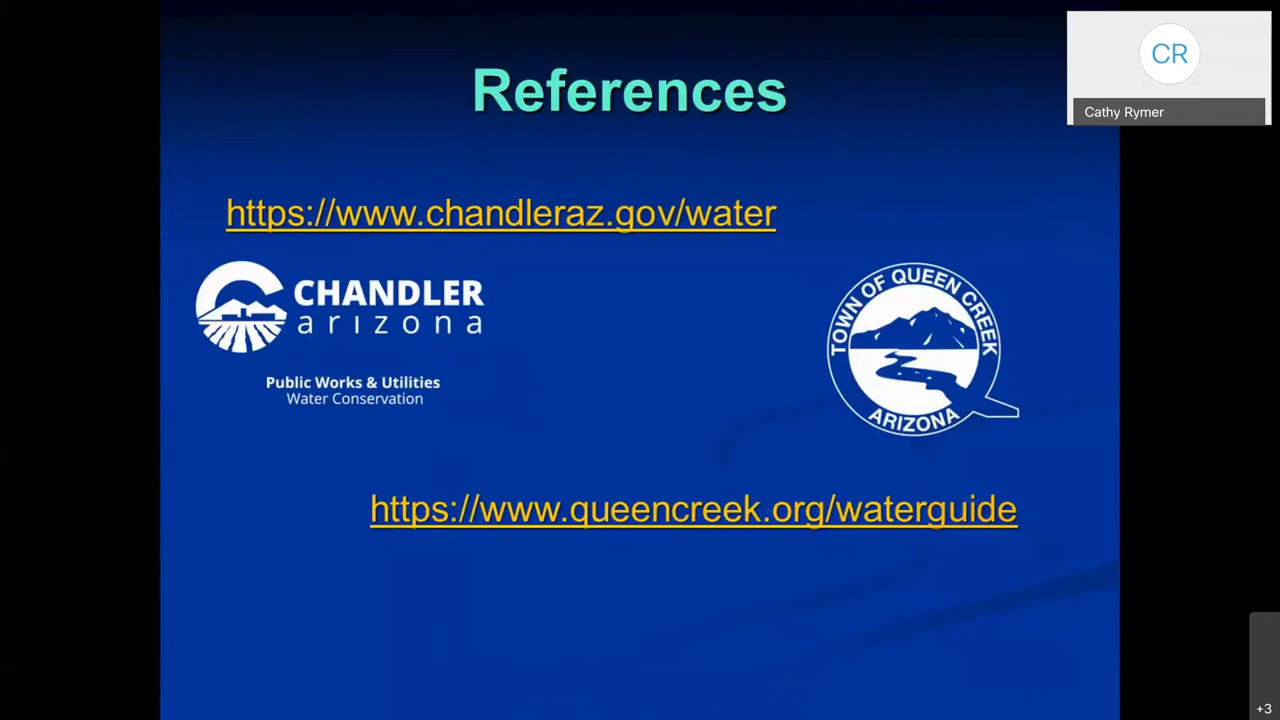 References
CR
Cathy Rymer
https://www.chandleraz.gov/water
CHANDLER
arizona
Public Works & Utilities
Water Conservation
TOWN OF QUEEN CREEK
ARIZONA
https://www.queencreek.org/waterguide
+3